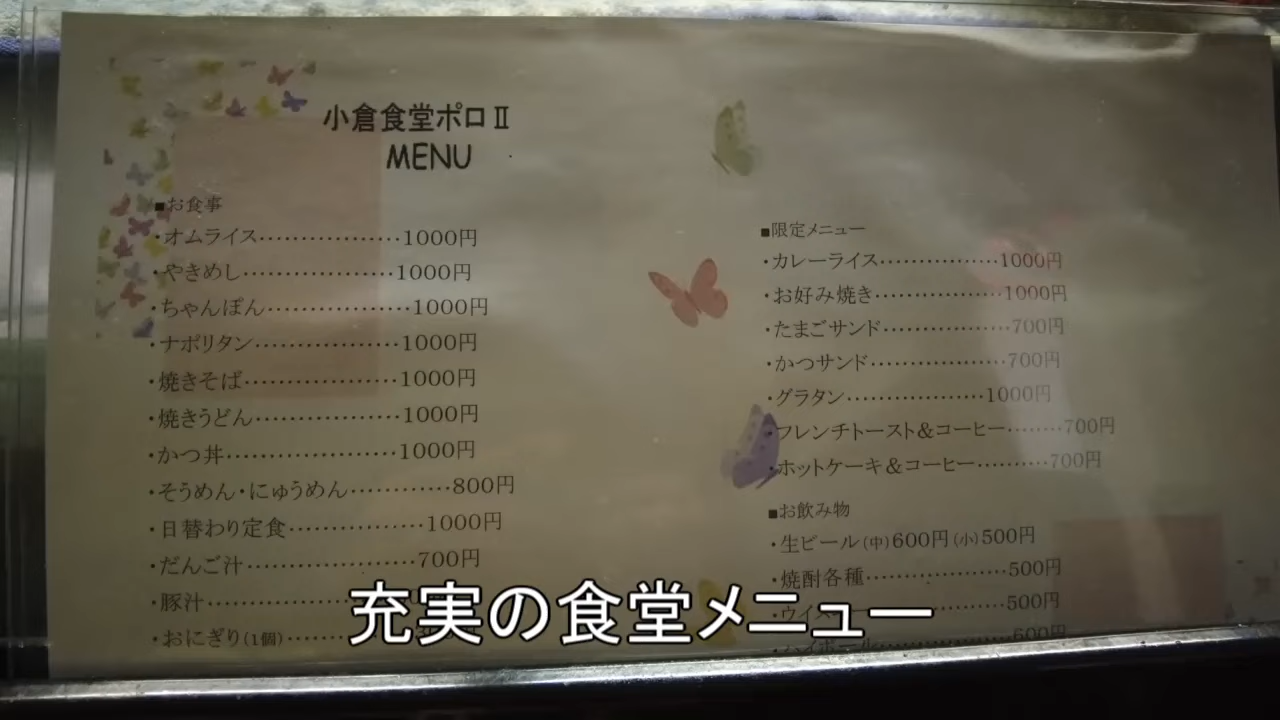 小倉食堂ポロⅡ
MENU
■お食事
・オムライス………………1000円
・やきめし………………1000円
・ちゃんぽん………………1000円
・ナポリタン………………1000円
・焼きそば………………1000円
・焼きうどん………………1000円
・かつ丼…………………1000円
・そうめん・にゅうめん…………800円
・日替わり定食………………1000円
・だんご汁…………………700円
・豚汁
・おにぎり(1個)
■限定メニュー
・カレーライス………………1000円
・お好み焼き………………1000円
・たまごサンド………………700円
・かつサンド………………700円
・グラタン………………1000円
・フレンチトースト&コーヒー………700円
・ホットケーキ&コーヒー………700円
■お飲み物
・生ビール(中)600円(小)500円
・焼酎各種………………500円
・ウイスキー………………500円
・ハイボール………………600円
充実の食堂メニュー